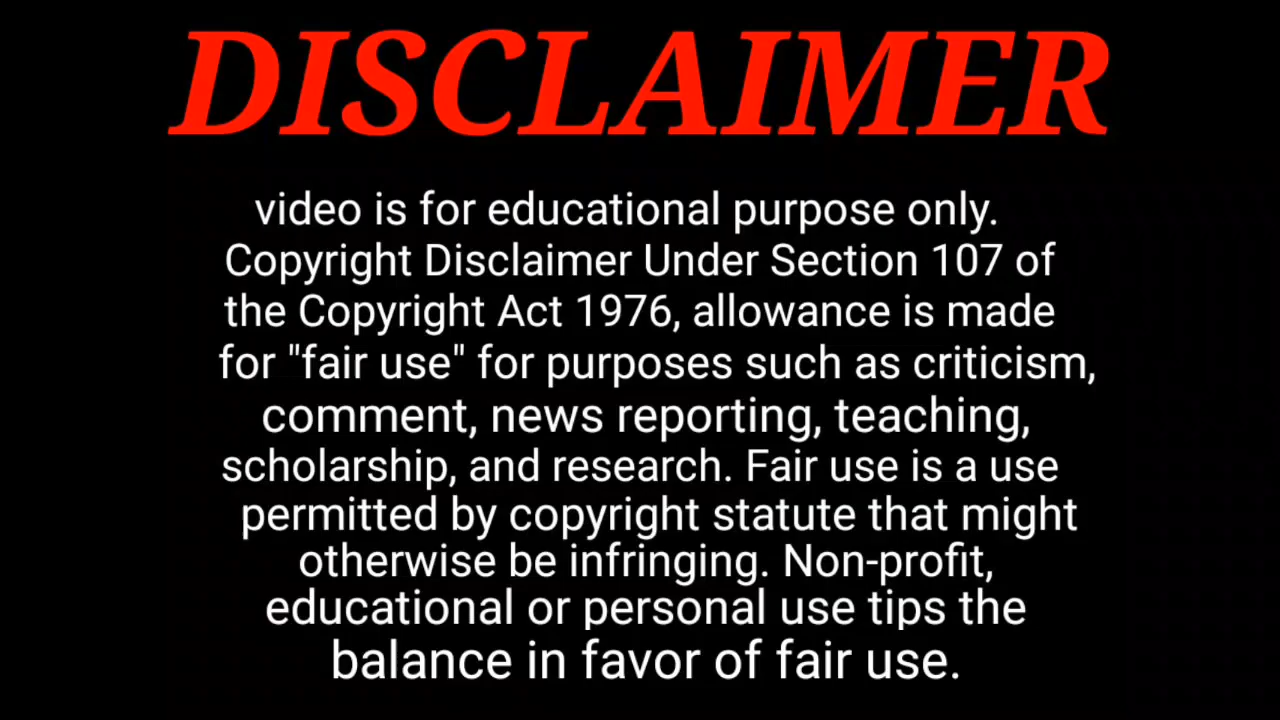 DISCLAIMER
video is for educational purpose only.
Copyright Disclaimer Under Section 107 of
the Copyright Act 1976, allowance is made
for "fair use" for purposes such as criticism,
comment, news reporting, teaching,
scholarship, and research. Fair use is a use
permitted by copyright statute that might
otherwise be infringing. Non-profit,
educational or personal use tips the
balance in favor of fair use.